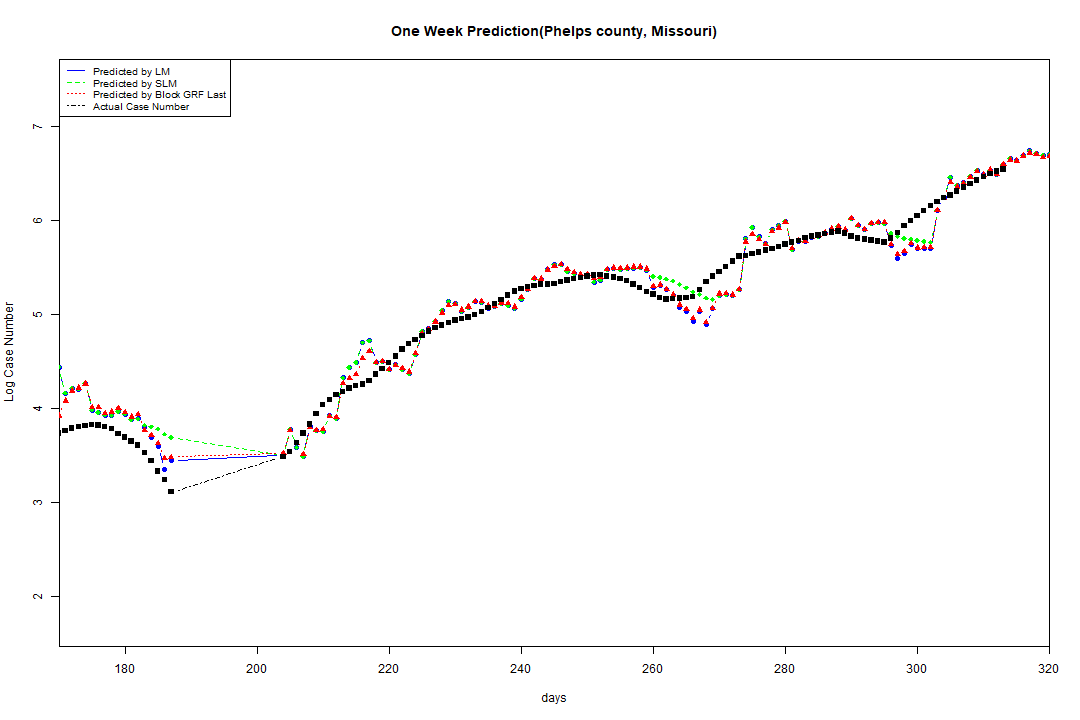 One Week Prediction(Phelps county, Missouri)
Predicted by LM
Predicted by SLM
Predicted by Block GRF Last
Actual Case Number
7
6
5
4
3
2
Log Case Number
180 200 220 240 260 280 300 320
days